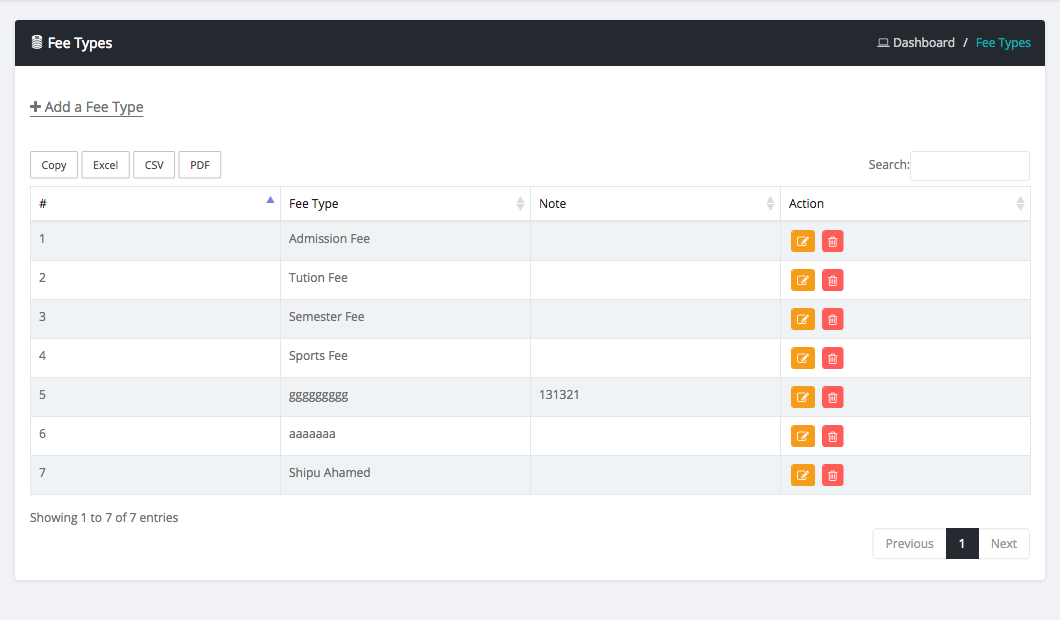 Fee Types
Dashboard / Fee Types
Add a Fee Type
Copy Excel CSV PDF
Search:
# Fee Type Note Action
1 Admission Fee
2 Tution Fee
3 Semester Fee
4 Sports Fee
5 ggggggggg 131321
6 aaaaaaa
7 Shipu Ahamed
Showing 1 to 7 of 7 entries
Previous 1 Next